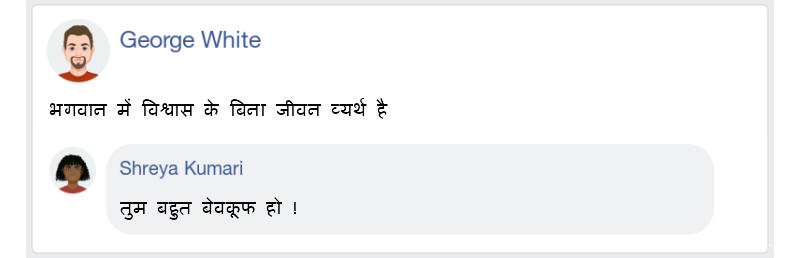 George White
भगवान में विश्वास के बिना जीवन व्यर्थ है
Shreya Kumari
तुम बहुत बेवकूफ हो !